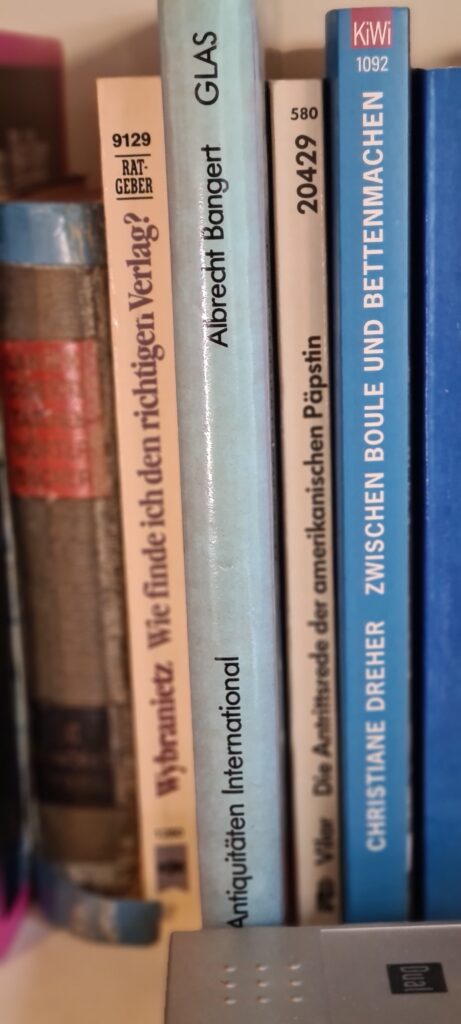 9129
RAT-
GEBER
Wybranietz Wie finde ich den richtigen Verlag?
Antiquitäten International Albrecht Bangert GLAS
580
20429
Vilar Die Antrittsrede der amerikanischen Päpstin
KiWi
1092
CHRISTIANE DREHER ZWISCHEN BOULE UND BETTENMACHEN
Dual